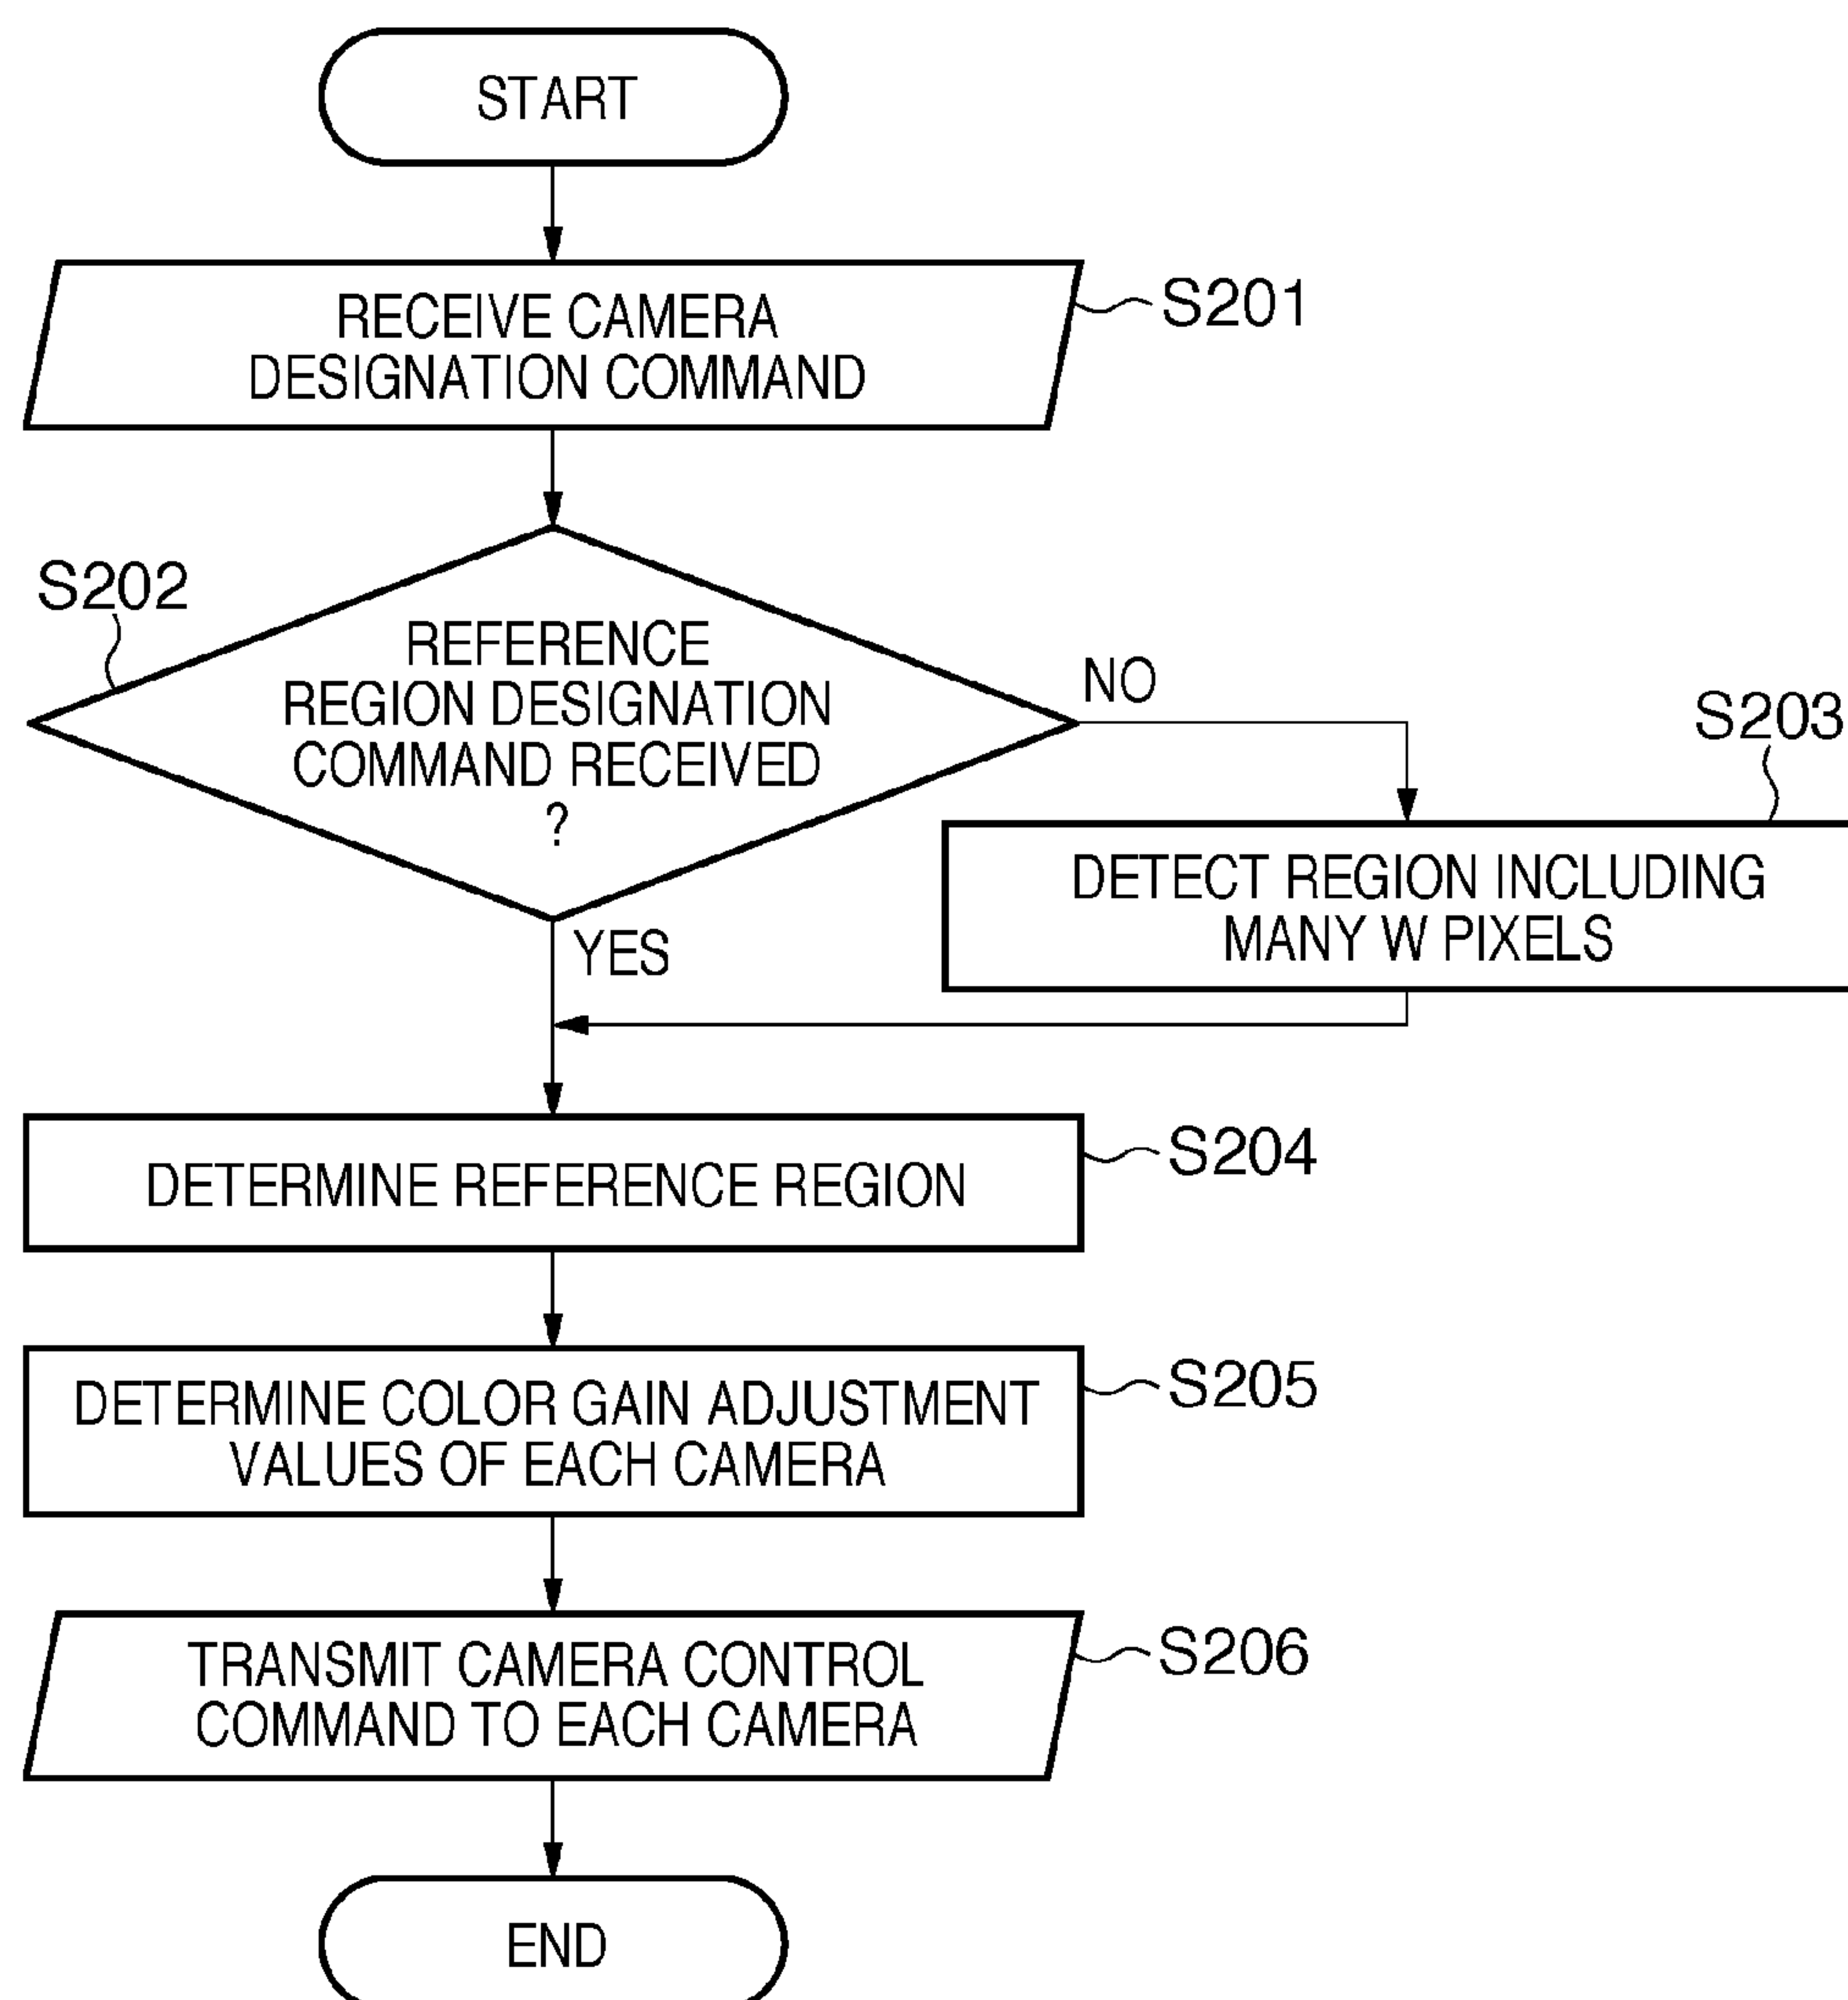 START
RECEIVE CAMERA
DESIGNATION COMMAND
S201
S202
REFERENCE
REGION DESIGNATION
COMMAND RECEIVED
?
NO
YES
S203
DETECT REGION INCLUDING
MANY W PIXELS
DETERMINE REFERENCE REGION
S204
DETERMINE COLOR GAIN ADJUSTMENT
VALUES OF EACH CAMERA
S205
TRANSMIT CAMERA CONTROL
COMMAND TO EACH CAMERA
S206
END